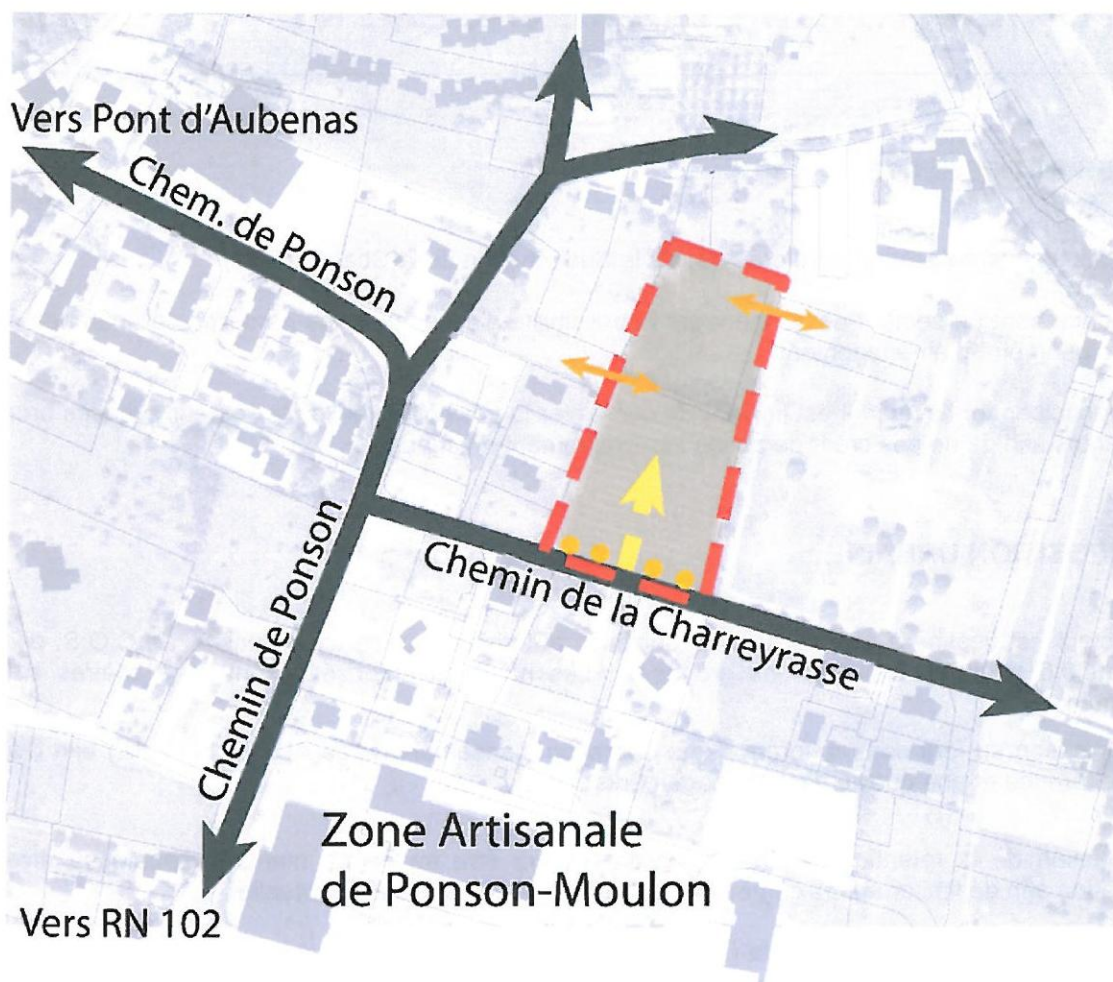 Vers Pont d'Aubenas
Chem. de Ponson
Chemin de Ponson
Chemin de la Charreyrasse
Zone Artisanale
de Ponson-Moulon
Vers RN 102